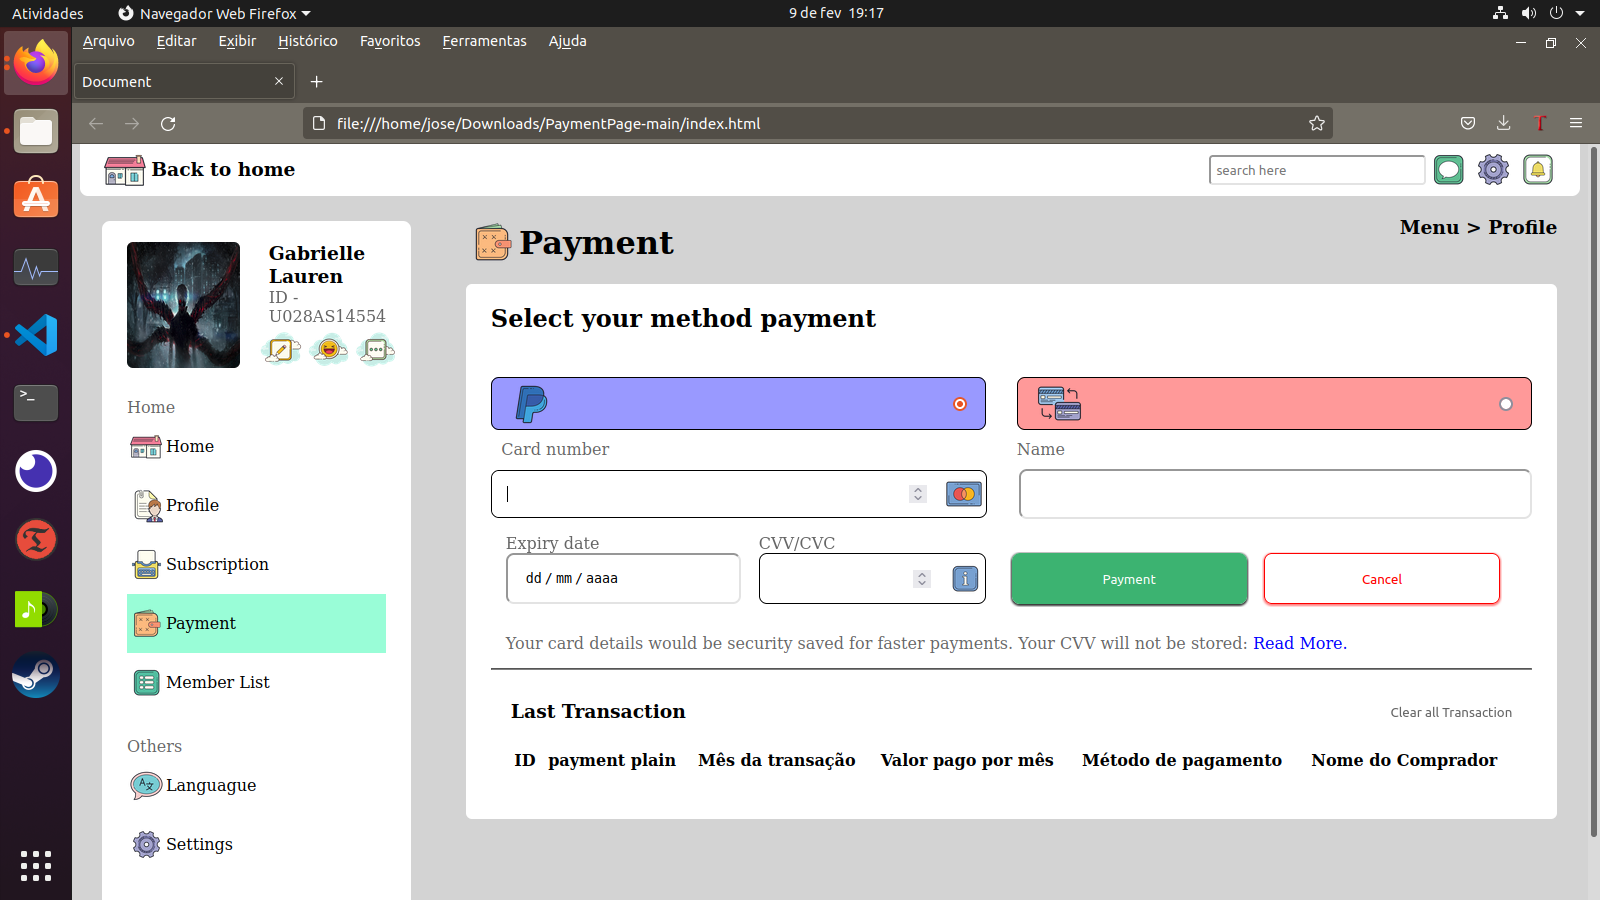 Atividades
Navegador Web Firefox
9 de fev 19:17
Arquivo Editar Exibir Histórico Favoritos Ferramentas Ajuda
Document
file:///home/jose/Downloads/PaymentPage-main/index.html
Back to home
search here
Menu > Profile
Gabrielle
Lauren
ID -
U028AS14554
Home
Home
Profile
Subscription
Payment
Member List
Others
Languague
Settings
Payment
Select your method payment
Card number
Name
Expiry date
CVV/CVC
dd / mm / aaaa
Payment
Cancel
Your card details would be security saved for faster payments. Your CVV will not be stored: Read More.
Last Transaction
Clear all Transaction
ID payment plain Mês da transação Valor pago por mês Método de pagamento Nome do Comprador